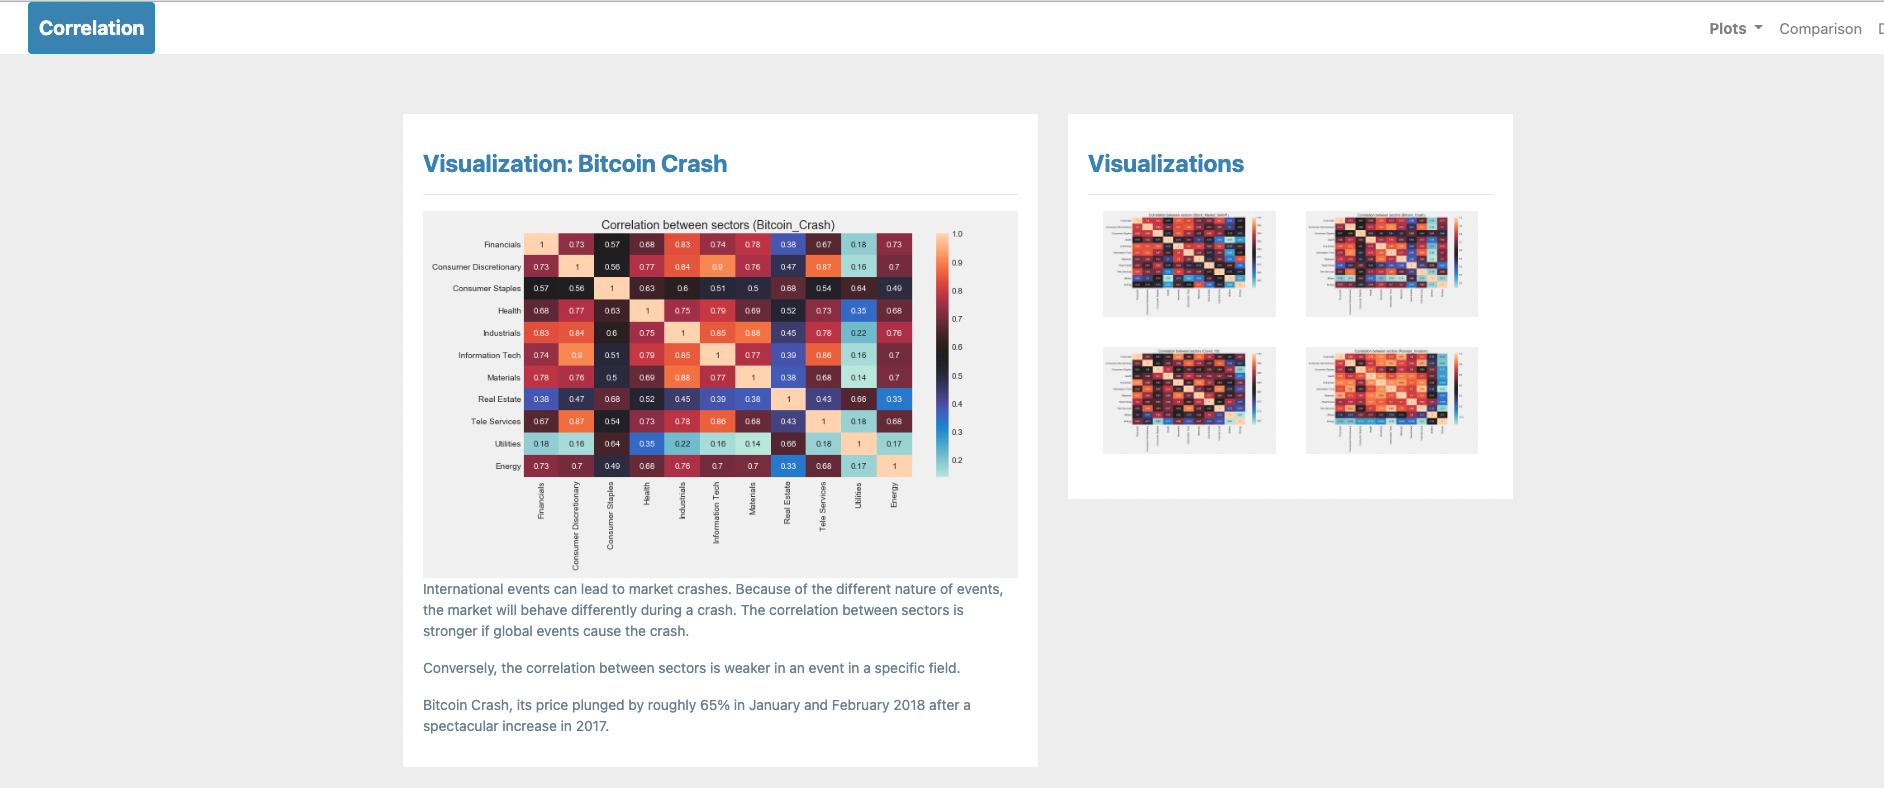 Correlation
Plots
Comparison
Visualization: Bitcoin Crash
Correlation between sectors (Bitcoin_Crash)
Financials 1 0.73 0.57 0.68 0.83 0.74 0.78 0.38 0.67 0.18 0.73
Consumer Discretionary 0.73 1 0.56 0.77 0.84 0.9 0.76 0.47 0.87 0.16 0.7
Consumer Staples 0.57 0.56 1 0.63 0.6 0.51 0.5 0.68 0.54 0.64 0.49
Health 0.68 0.77 0.63 1 0.75 0.79 0.69 0.52 0.73 0.35 0.68
Industrials 0.83 0.84 0.6 0.75 1 0.85 0.88 0.45 0.78 0.22 0.76
Information Tech 0.74 0.9 0.51 0.79 0.85 1 0.77 0.39 0.86 0.16 0.7
Materials 0.78 0.76 0.5 0.69 0.88 0.77 1 0.38 0.68 0.14 0.7
Real Estate 0.38 0.47 0.68 0.52 0.45 0.39 0.38 1 0.43 0.66 0.33
Tele Services 0.67 0.87 0.54 0.73 0.78 0.86 0.68 0.43 1 0.18 0.68
Utilities 0.18 0.16 0.64 0.35 0.22 0.16 0.14 0.66 0.18 1 0.17
Energy 0.73 0.7 0.49 0.68 0.76 0.7 0.7 0.33 0.68 0.17 1
Financials
Consumer Discretionary
Consumer Staples
Health
Industrials
Information Tech
Materials
Real Estate
Tele Services
Utilities
Energy
1.0
0.9
0.8
0.7
0.6
0.5
0.4
0.3
0.2
International events can lead to market crashes. Because of the different nature of events,
the market will behave differently during a crash. The correlation between sectors is
stronger if global events cause the crash.
Conversely, the correlation between sectors is weaker in an event in a specific field.
Bitcoin Crash, its price plunged by roughly 65% in January and February 2018 after a
spectacular increase in 2017.
Visualizations